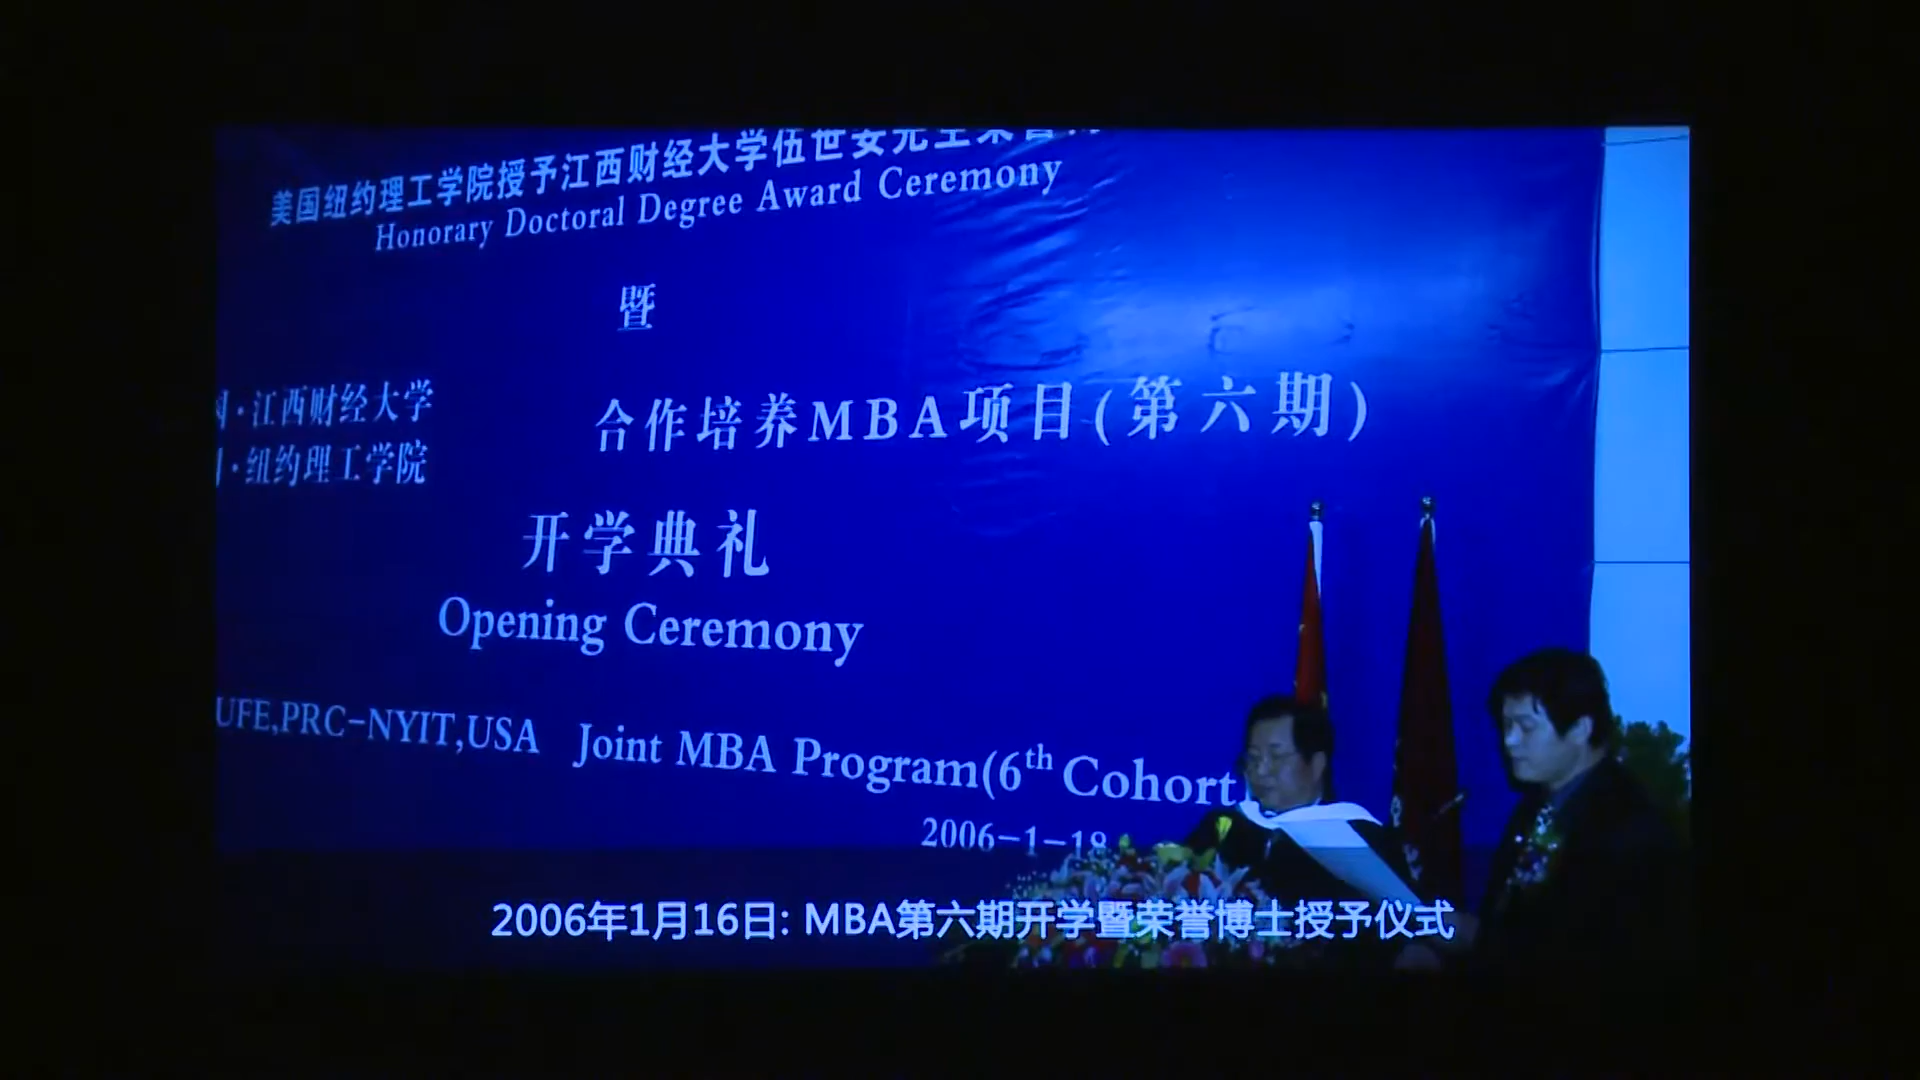 美国纽约理工学院授予江西财经大学伍世安先生荣誉
Honorary Doctoral Degree Award Ceremony
暨
·江西财经大学
·纽约理工学院
合作培养MBA项目(第六期)
开学典礼
Opening Ceremony
UFE,PRC-NYIT,USA Joint MBA Program(6th Cohort
2006-1-18
2006年1月16日: MBA第六期开学暨荣誉博士授予仪式